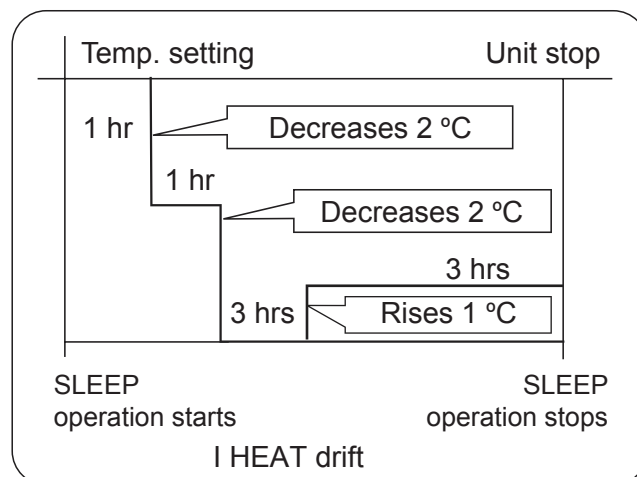 Temp. setting
Unit stop
1 hr
Decreases 2 ºC
1 hr
Decreases 2 ºC
3 hrs
3 hrs
Rises 1 ºC
SLEEP
operation starts
SLEEP
operation stops
I HEAT drift